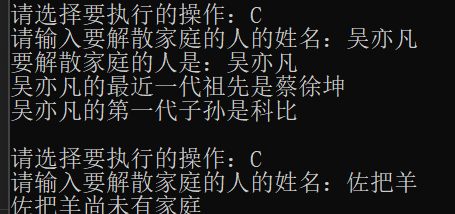 请选择要执行的操作：C
请输入要解散家庭的人的姓名：吴亦凡
要解散家庭的人是：吴亦凡
吴亦凡的最近一代祖先是蔡徐坤
吴亦凡的第一代子孙是科比
请选择要执行的操作：C
请输入要解散家庭的人的姓名：佐把羊
佐把羊尚未有家庭